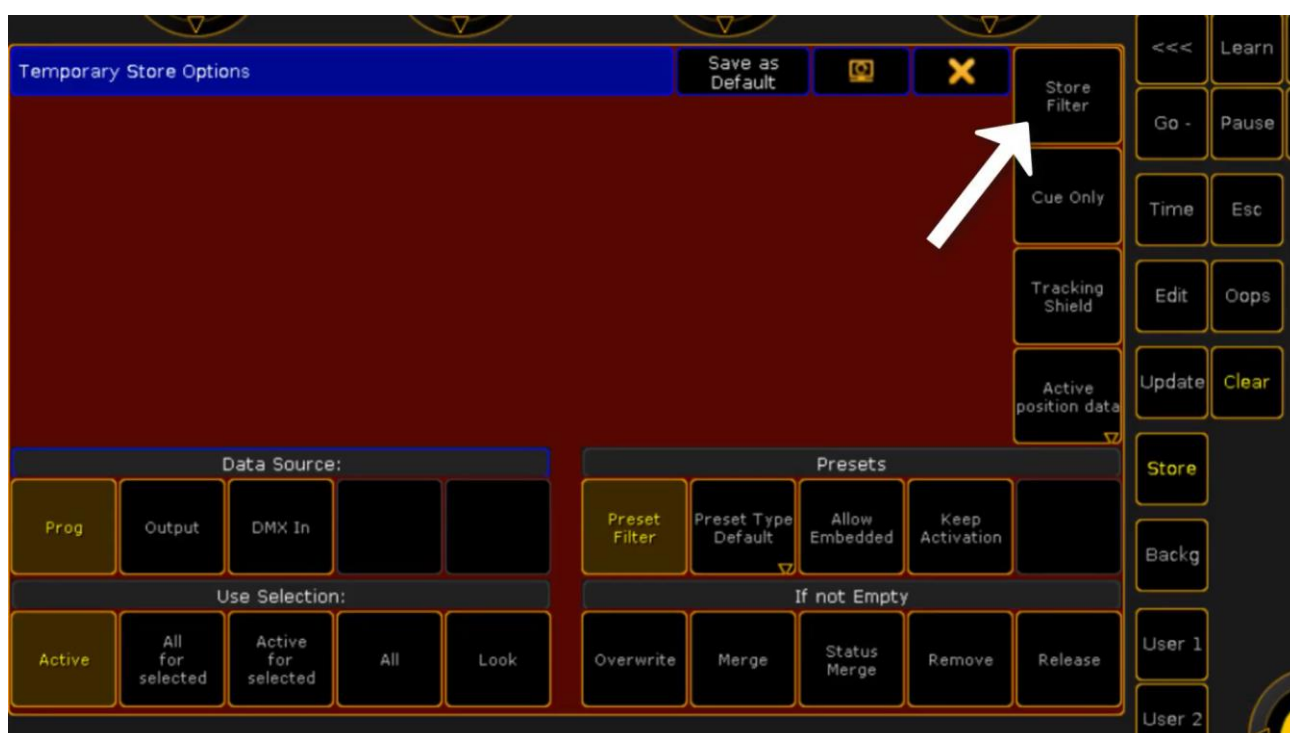 Temporary Store Options
Save as
Default
Store
Filter
Cue Only
Tracking
Shield
Active
position data
<<<
Learn
Go -
Pause
Time
Esc
Edit
Oops
Update
Clear
Store
Backg
User 1
User 2
Data Source:
Prog
Output
DMX In
Use Selection:
Active
All
for
selected
Active
for
selected
All
Look
Presets
Preset
Filter
Preset Type
Default
Allow
Embedded
Keep
Activation
If not Empty
Overwrite
Merge
Status
Merge
Remove
Release